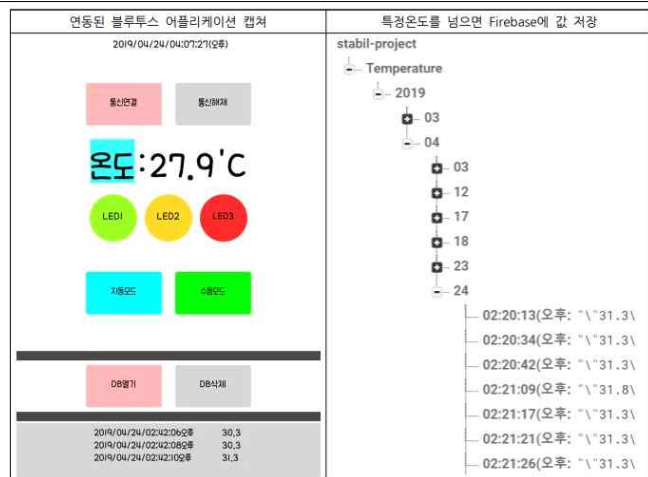 연동된 블루투스 어플리케이션 캡쳐
특정온도를 넘으면 Firebase에 값 저장
2019/04/24/04:07:27(오후)
통신연결
통신해제
온도:27.9'C
LED1
LED2
LED3
자동모드
수동모드
DB열기
DB삭제
2019/04/24/02:42:06오후 30.3
2019/04/24/02:42:08오후 30.3
2019/04/24/02:42:10오후 31.3
stabil-project
Temperature
2019
03
04
03
12
17
18
23
24
02:20:13(오후: "\"31.3\
02:20:34(오후: "\"31.3\
02:20:42(오후: "\"31.3\
02:21:09(오후: "\"31.8\
02:21:17(오후: "\"31.3\
02:21:21(오후: "\"31.3\
02:21:26(오후: "\"31.3\